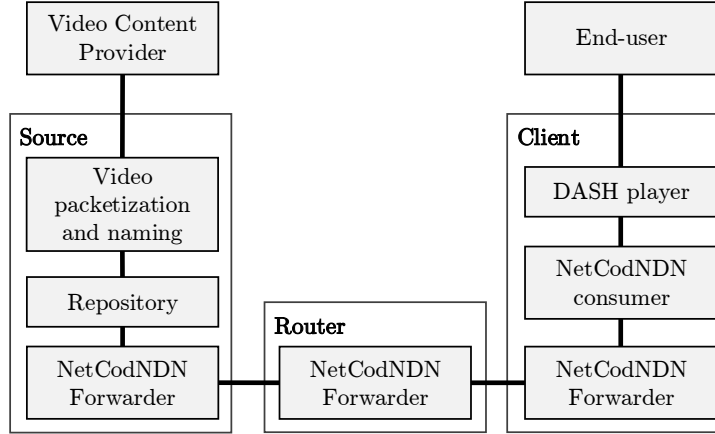 Video Content
Provider
Source
Video
packetization
and naming
Repository
NetCodNDN
Forwarder
Router
NetCodNDN
Forwarder
End-user
Client
DASH player
NetCodNDN
consumer
NetCodNDN
Forwarder